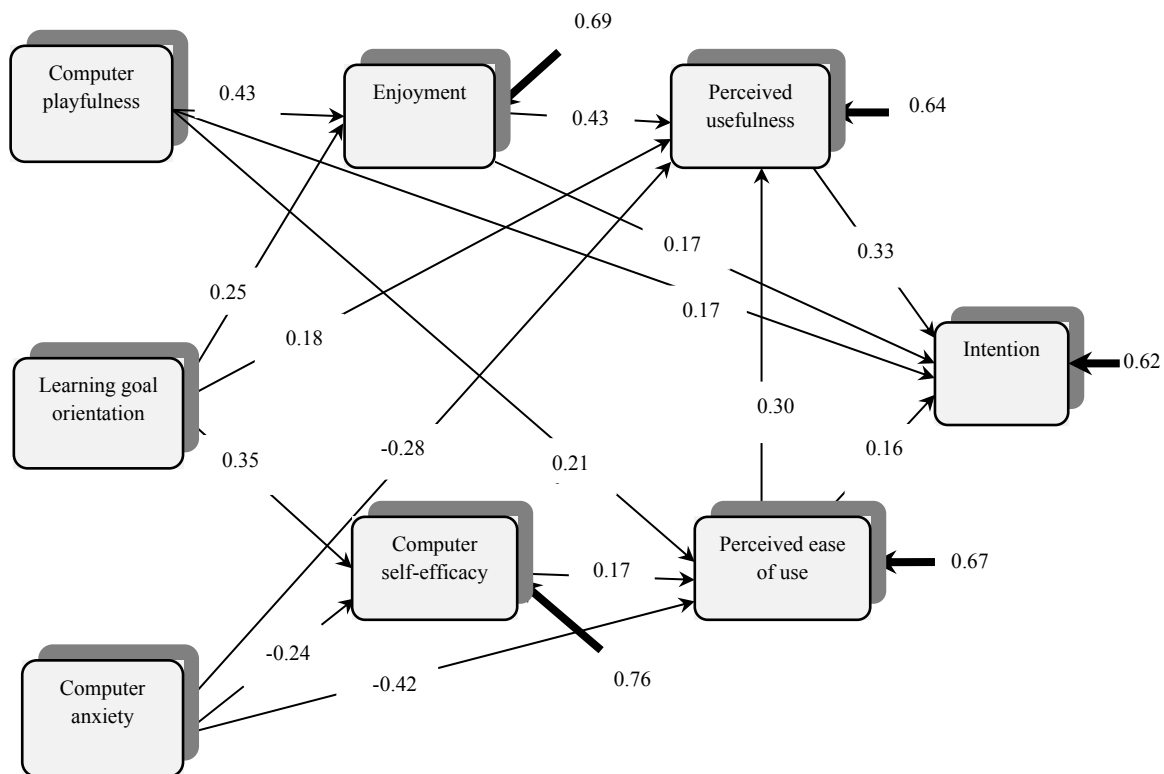 0.69
Computer
playfulness
0.43
Enjoyment
0.43
Perceived
usefulness
0.64
0.25
0.18
0.17
0.17
0.33
Intention
0.62
Learning goal
orientation
0.35
-0.28
0.21
0.30
0.16
Computer
self-efficacy
0.17
Perceived ease
of use
0.67
-0.24
-0.42
0.76
Computer
anxiety